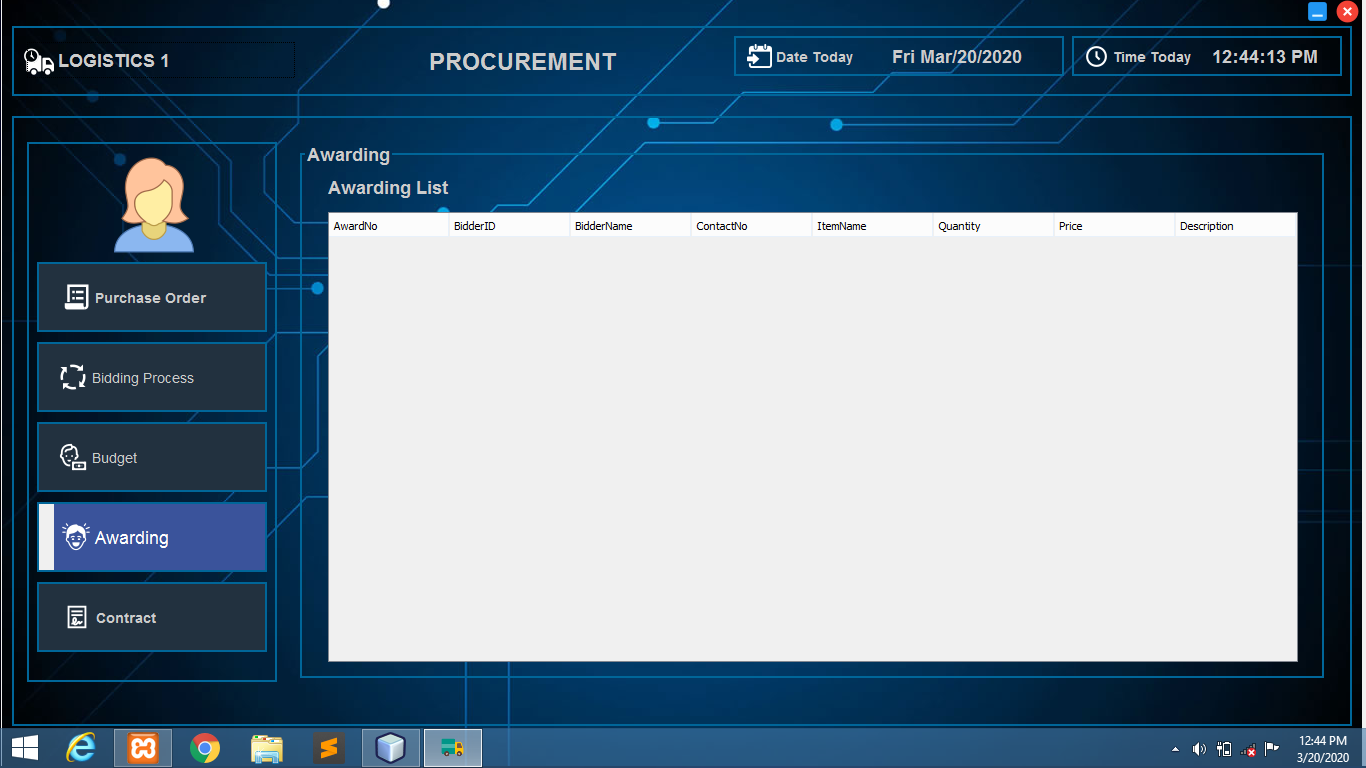 LOGISTICS 1
PROCUREMENT
Date Today Fri Mar/20/2020
Time Today 12:44:13 PM
Awarding
Awarding List
AwardNo BidderID BidderName ContactNo ItemName Quantity Price Description
Purchase Order
Bidding Process
Budget
Awarding
Contract
12:44 PM
3/20/2020